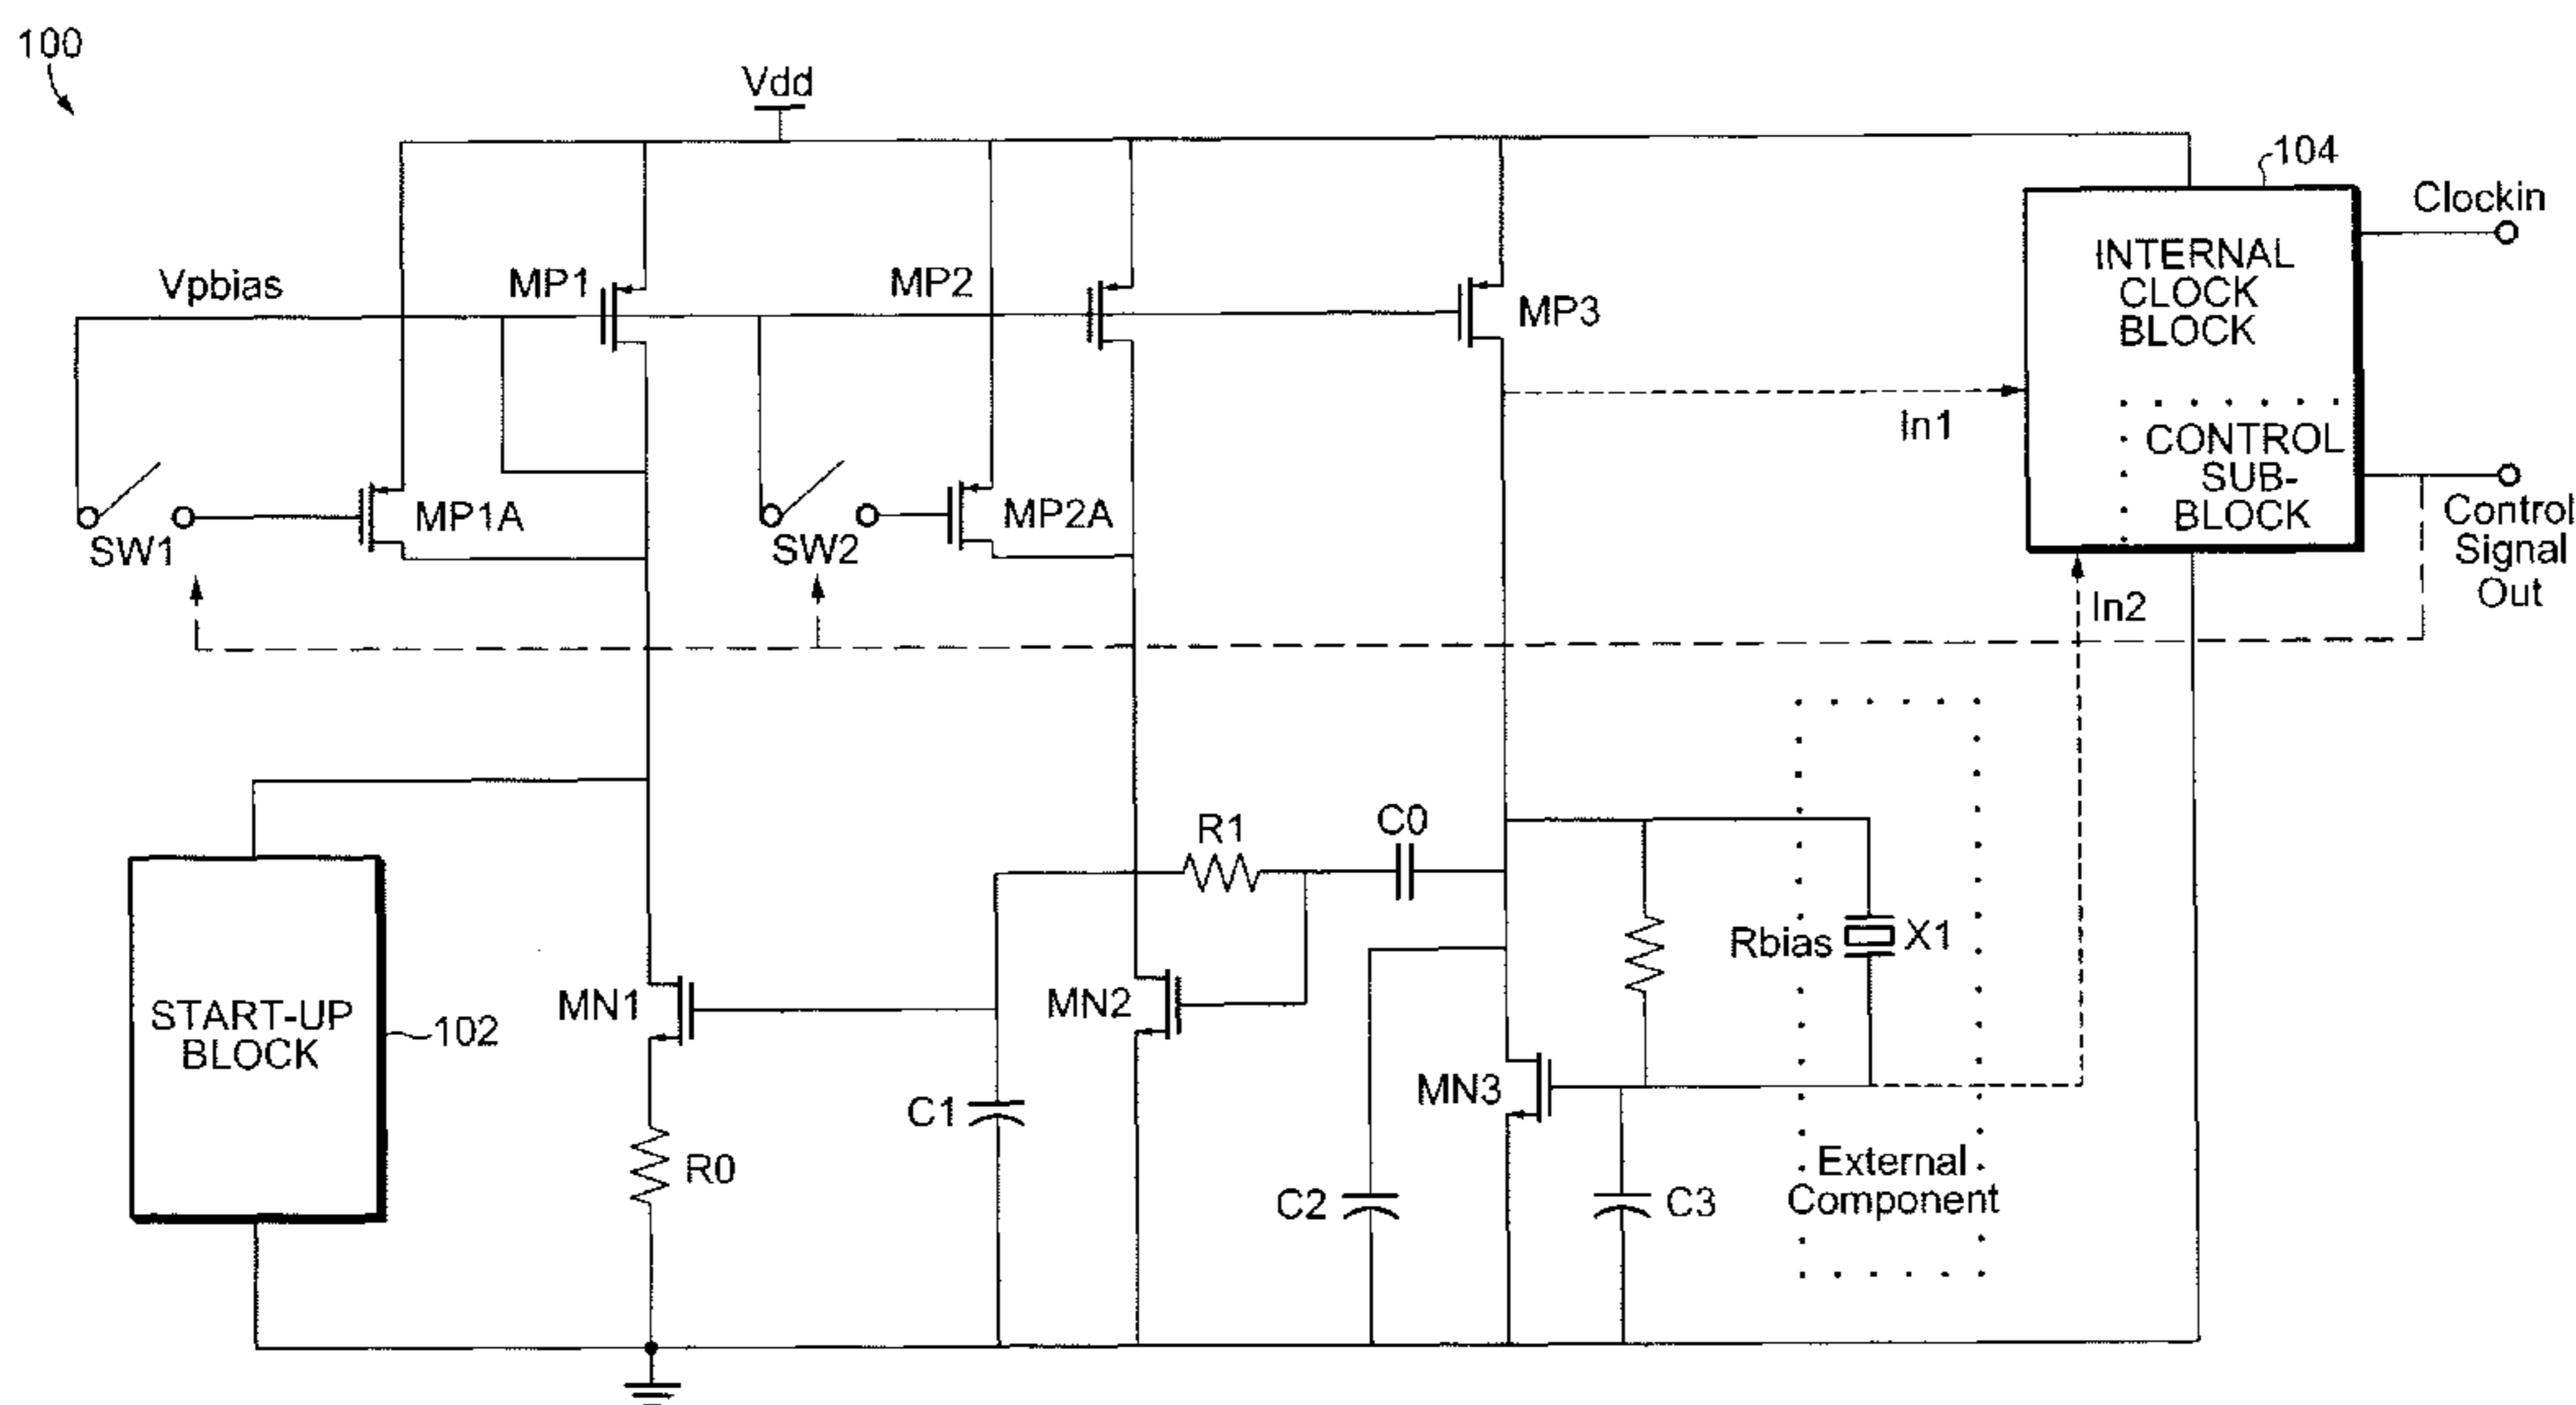 100
Vdd
104
Clockin
Vpbias
MP1
MP2
MP3
INTERNAL
CLOCK
BLOCK
In1
CONTROL
SUB-
BLOCK
Control
Signal
Out
SW1
MP1A
SW2
MP2A
In2
R1
C0
Rbias
X1
START-UP
BLOCK
102
MN1
MN2
MN3
C1
R0
C2
C3
External
Component